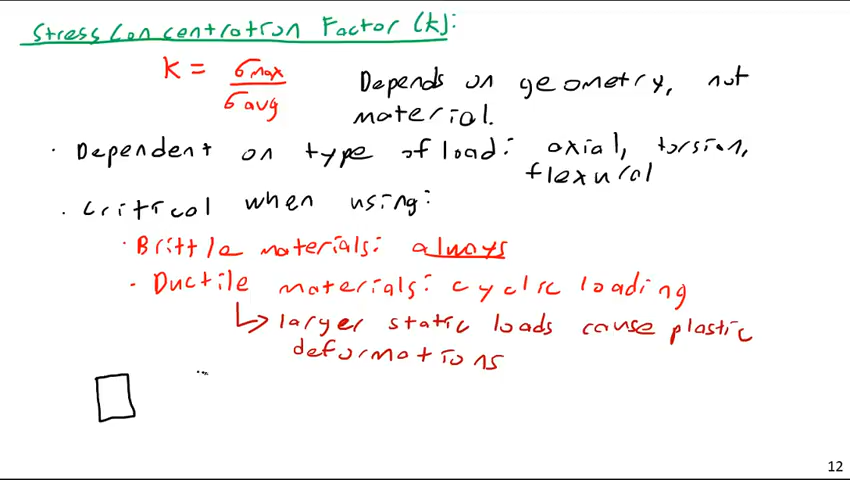 Stress Concentration Factor (k):
K = σmax / σavg
Depends on geometry, not
material.
· Dependent on type of load: axial, torsion,
flexural
· Critical when using:
· Brittle materials: always
· Ductile materials: cyclic loading
↳ larger static loads cause plastic
deformations
12